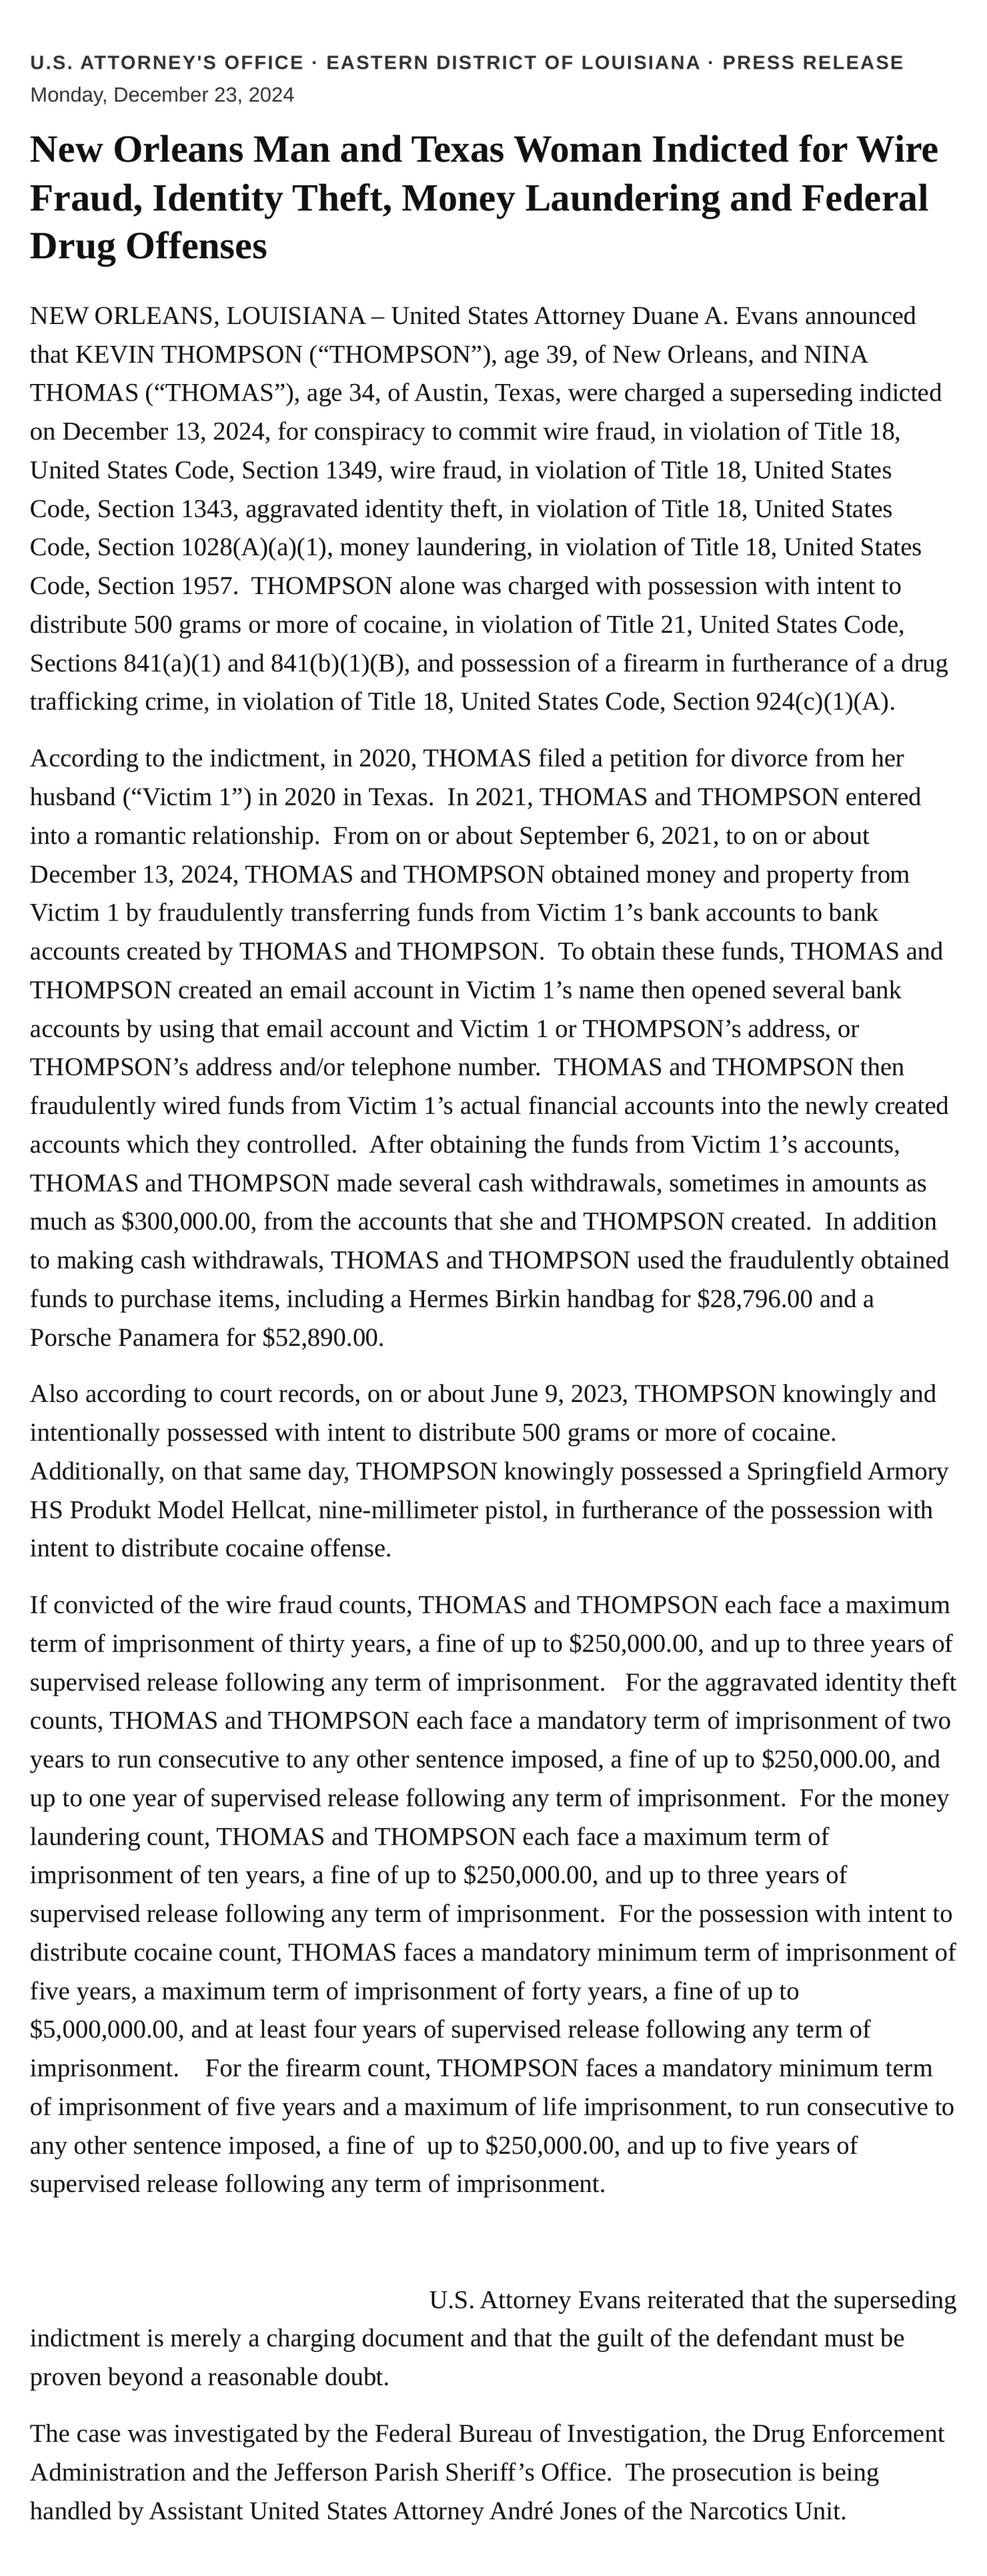 U.S. ATTORNEY'S OFFICE · EASTERN DISTRICT OF LOUISIANA · PRESS RELEASE
Monday, December 23, 2024
New Orleans Man and Texas Woman Indicted for Wire
Fraud, Identity Theft, Money Laundering and Federal
Drug Offenses
NEW ORLEANS, LOUISIANA – United States Attorney Duane A. Evans announced
that KEVIN THOMPSON (“THOMPSON”), age 39, of New Orleans, and NINA
THOMAS (“THOMAS”), age 34, of Austin, Texas, were charged a superseding indicted
on December 13, 2024, for conspiracy to commit wire fraud, in violation of Title 18,
United States Code, Section 1349, wire fraud, in violation of Title 18, United States
Code, Section 1343, aggravated identity theft, in violation of Title 18, United States
Code, Section 1028(A)(a)(1), money laundering, in violation of Title 18, United States
Code, Section 1957.  THOMPSON alone was charged with possession with intent to
distribute 500 grams or more of cocaine, in violation of Title 21, United States Code,
Sections 841(a)(1) and 841(b)(1)(B), and possession of a firearm in furtherance of a drug
trafficking crime, in violation of Title 18, United States Code, Section 924(c)(1)(A).
According to the indictment, in 2020, THOMAS filed a petition for divorce from her
husband (“Victim 1”) in 2020 in Texas.  In 2021, THOMAS and THOMPSON entered
into a romantic relationship.  From on or about September 6, 2021, to on or about
December 13, 2024, THOMAS and THOMPSON obtained money and property from
Victim 1 by fraudulently transferring funds from Victim 1’s bank accounts to bank
accounts created by THOMAS and THOMPSON.  To obtain these funds, THOMAS and
THOMPSON created an email account in Victim 1’s name then opened several bank
accounts by using that email account and Victim 1 or THOMPSON’s address, or
THOMPSON’s address and/or telephone number.  THOMAS and THOMPSON then
fraudulently wired funds from Victim 1’s actual financial accounts into the newly created
accounts which they controlled.  After obtaining the funds from Victim 1’s accounts,
THOMAS and THOMPSON made several cash withdrawals, sometimes in amounts as
much as $300,000.00, from the accounts that she and THOMPSON created.  In addition
to making cash withdrawals, THOMAS and THOMPSON used the fraudulently obtained
funds to purchase items, including a Hermes Birkin handbag for $28,796.00 and a
Porsche Panamera for $52,890.00.
Also according to court records, on or about June 9, 2023, THOMPSON knowingly and
intentionally possessed with intent to distribute 500 grams or more of cocaine.
Additionally, on that same day, THOMPSON knowingly possessed a Springfield Armory
HS Produkt Model Hellcat, nine-millimeter pistol, in furtherance of the possession with
intent to distribute cocaine offense.
If convicted of the wire fraud counts, THOMAS and THOMPSON each face a maximum
term of imprisonment of thirty years, a fine of up to $250,000.00, and up to three years of
supervised release following any term of imprisonment.   For the aggravated identity theft
counts, THOMAS and THOMPSON each face a mandatory term of imprisonment of two
years to run consecutive to any other sentence imposed, a fine of up to $250,000.00, and
up to one year of supervised release following any term of imprisonment.  For the money
laundering count, THOMAS and THOMPSON each face a maximum term of
imprisonment of ten years, a fine of up to $250,000.00, and up to three years of
supervised release following any term of imprisonment.  For the possession with intent to
distribute cocaine count, THOMAS faces a mandatory minimum term of imprisonment of
five years, a maximum term of imprisonment of forty years, a fine of up to
$5,000,000.00, and at least four years of supervised release following any term of
imprisonment.    For the firearm count, THOMPSON faces a mandatory minimum term
of imprisonment of five years and a maximum of life imprisonment, to run consecutive to
any other sentence imposed, a fine of  up to $250,000.00, and up to five years of
supervised release following any term of imprisonment.
U.S. Attorney Evans reiterated that the superseding
indictment is merely a charging document and that the guilt of the defendant must be
proven beyond a reasonable doubt.
The case was investigated by the Federal Bureau of Investigation, the Drug Enforcement
Administration and the Jefferson Parish Sheriff’s Office.  The prosecution is being
handled by Assistant United States Attorney André Jones of the Narcotics Unit.